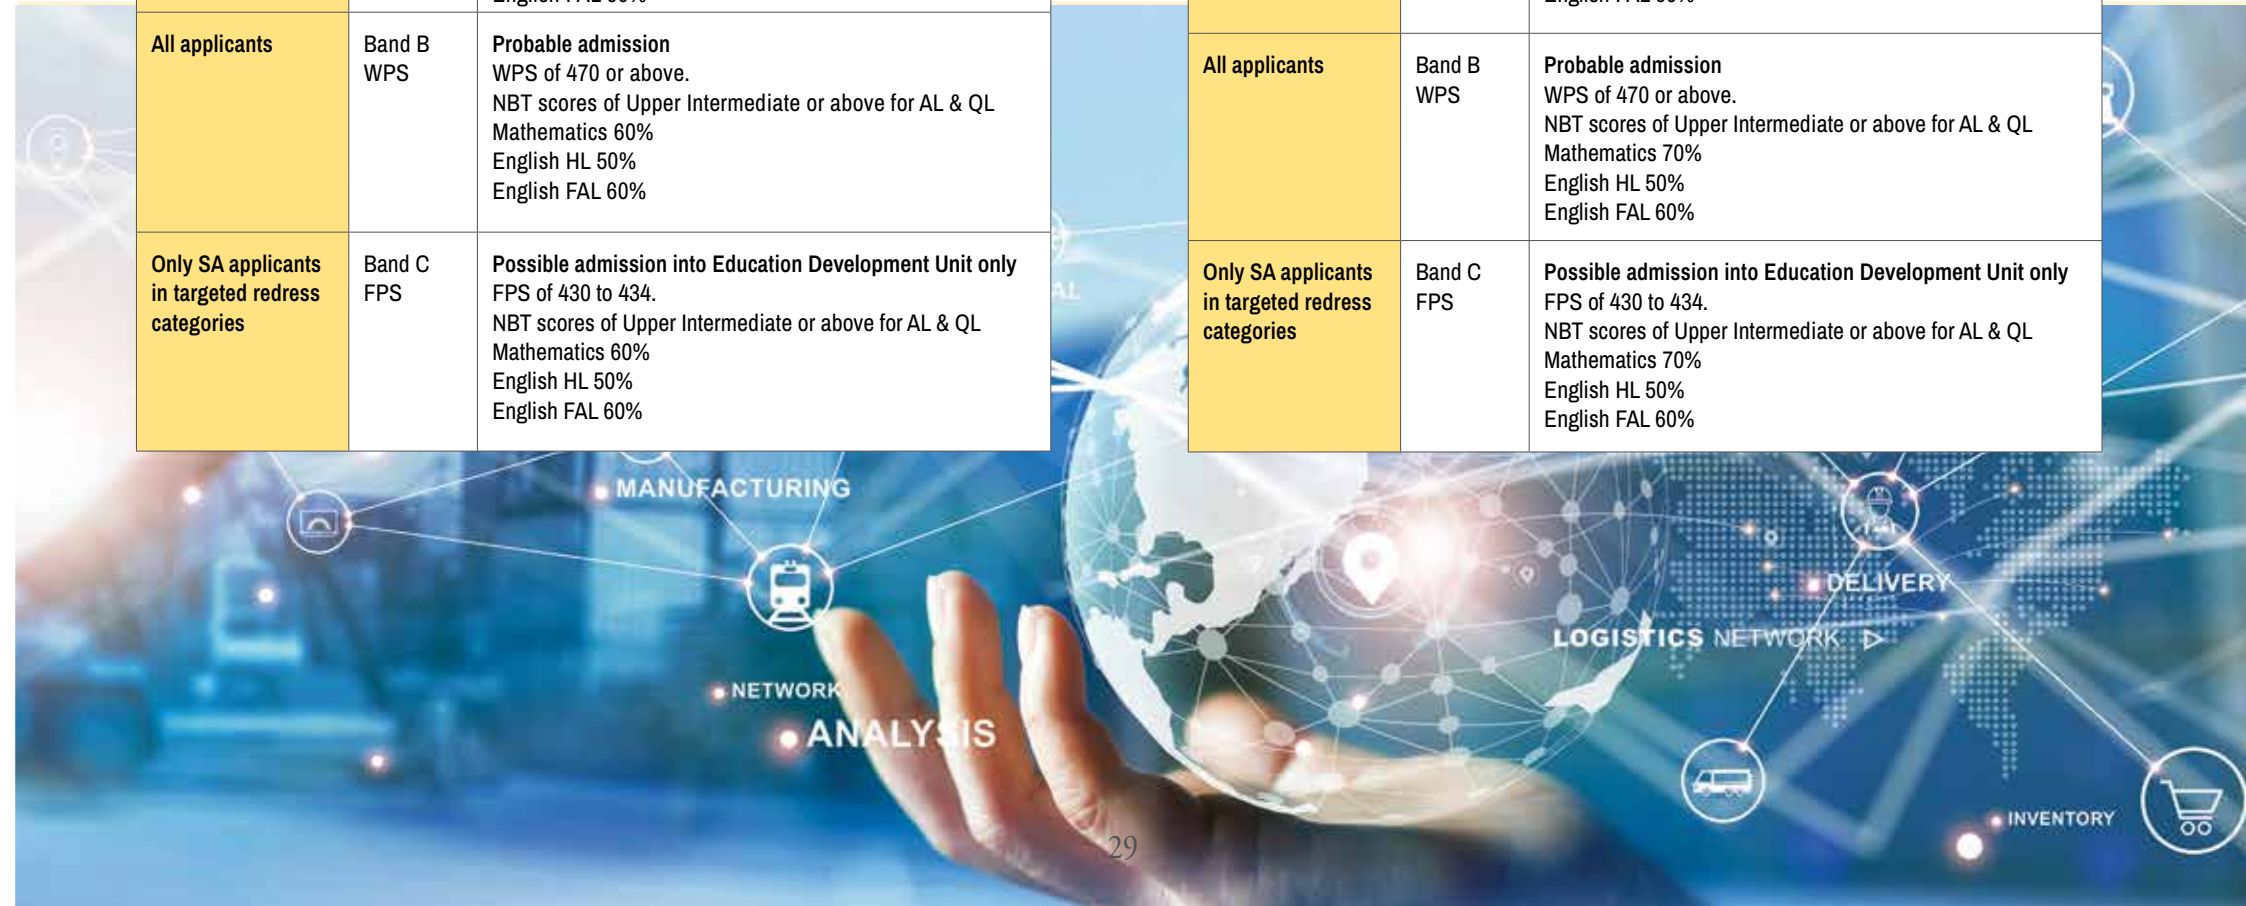 All applicants
Band B
WPS
Probable admission
WPS of 470 or above.
NBT scores of Upper Intermediate or above for AL & QL
Mathematics 60%
English HL 50%
English FAL 60%
Only SA applicants
in targeted redress
categories
Band C
FPS
Possible admission into Education Development Unit only
FPS of 430 to 434.
NBT scores of Upper Intermediate or above for AL & QL
Mathematics 60%
English HL 50%
English FAL 60%
All applicants
Band B
WPS
Probable admission
WPS of 470 or above.
NBT scores of Upper Intermediate or above for AL & QL
Mathematics 70%
English HL 50%
English FAL 60%
Only SA applicants
in targeted redress
categories
Band C
FPS
Possible admission into Education Development Unit only
FPS of 430 to 434.
NBT scores of Upper Intermediate or above for AL & QL
Mathematics 70%
English HL 50%
English FAL 60%
MANUFACTURING
DELIVERY
LOGISTICS NETWORK
NETWORK
ANALYSIS
INVENTORY
29